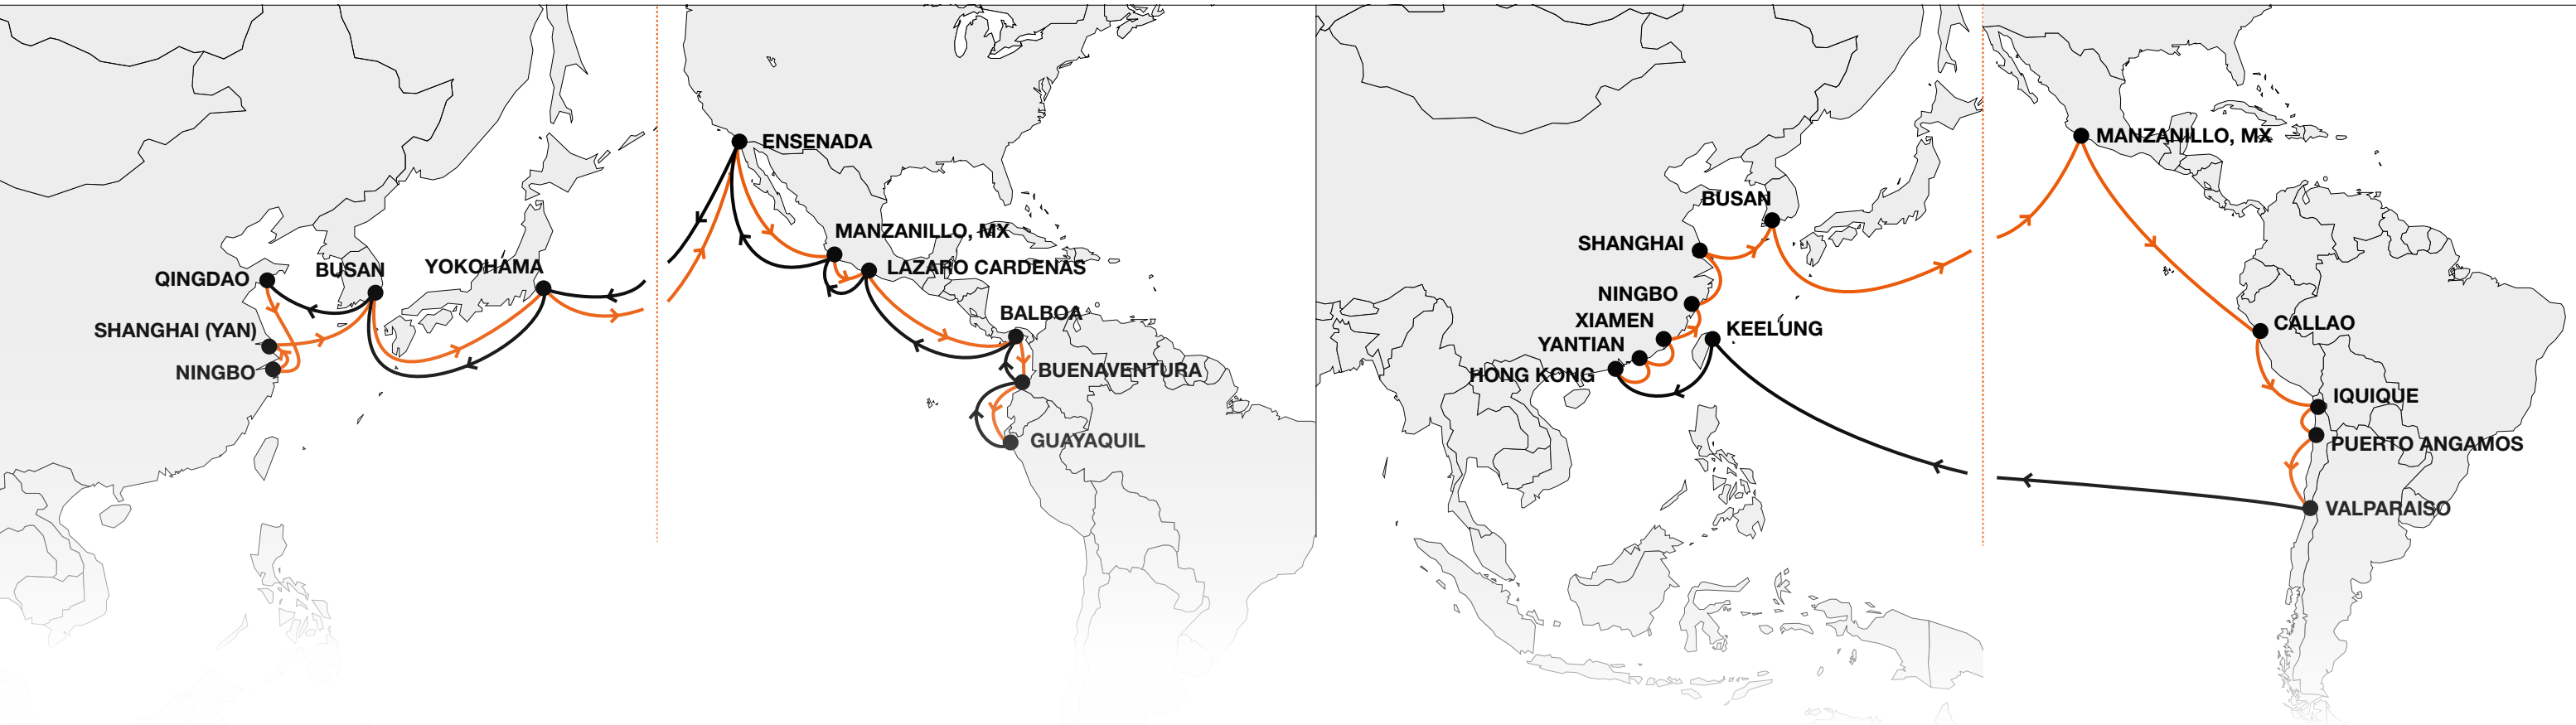 ENSENADA
MANZANILLO, MX
LAZARO CARDENAS
QINGDAO
BUSAN
YOKOHAMA
SHANGHAI (YAN)
NINGBO
BALBOA
BUENAVENTURA
GUAYAQUIL
MANZANILLO, MX
BUSAN
SHANGHAI
NINGBO
XIAMEN
KEELUNG
YANTIAN
HONG KONG
CALLAO
IQUIQUE
PUERTO ANGAMOS
VALPARAISO